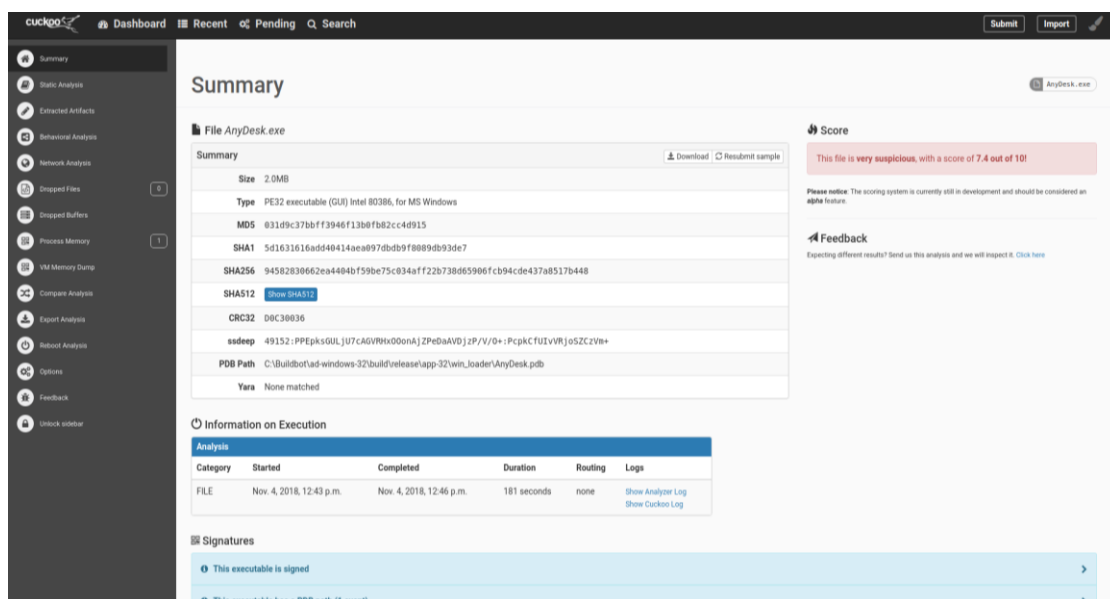 cuckoo Dashboard Recent Pending Search Submit Import
Summary
Static Analysis
Extracted Artifacts
Behavioral Analysis
Network Analysis
Dropped Files 0
Dropped Buffers
Process Memory 1
VM Memory Dump
Compare Analysis
Export Analysis
Reboot Analysis
Options
Feedback
Unlock sidebar
Summary
AnyDesk.exe
File AnyDesk.exe
Summary Download Resubmit sample
Size 2.0MB
Type PE32 executable (GUI) Intel 80386, for MS Windows
MD5 031d9c37bbff3946f13b0fb82cc4d915
SHA1 5d1631616add40414aea097dbdb9f8089db93de7
SHA256 94582830662ea4404bf59be75c034aff22b738d65906fcb94cde437a8517b448
SHA512 Show SHA512
CRC32 D0C30036
ssdeep 49152:PPEpksGULjU7cAGVRHxOOonAjZPeDaAVDjzP/V/O+:PcpkCfUIvVRjoSZCzVm+
PDB Path C:\Buildbot\ad-windows-32\build\release\app-32\win_loader\AnyDesk.pdb
Yara None matched
Score
This file is very suspicious, with a score of 7.4 out of 10!
Please notice: The scoring system is currently still in development and should be considered an
alpha feature.
Feedback
Expecting different results? Send us this analysis and we will inspect it. Click here
Information on Execution
Analysis
Category Started Completed Duration Routing Logs
FILE Nov. 4, 2018, 12:43 p.m. Nov. 4, 2018, 12:46 p.m. 181 seconds none Show Analyzer Log
Show Cuckoo Log
Signatures
This executable is signed